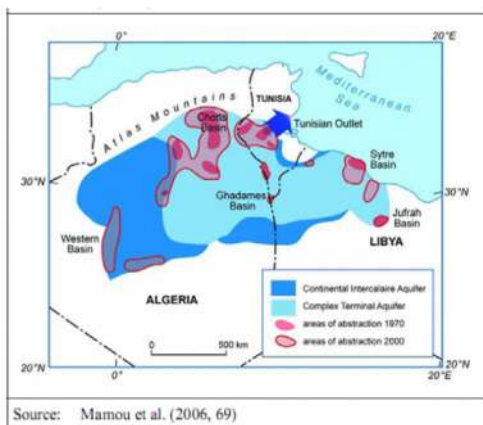 0°
20°E
Atlas Mountains
Mediterranean
Sea
TUNISIA
Chotts
Basin
Tunisian Outlet
Sytre
Basin
30°N
30°N
Ghadames
Basin
Jufrah
Basin
Western
Basin
LIBYA
ALGERIA
Continental Intercalaire Aquifer
Complex Terminal Aquifer
areas of abstraction 1970
areas of abstraction 2000
0 500 km
20°N
20°N
0°
20°E
Source: Mamou et al. (2006, 69)